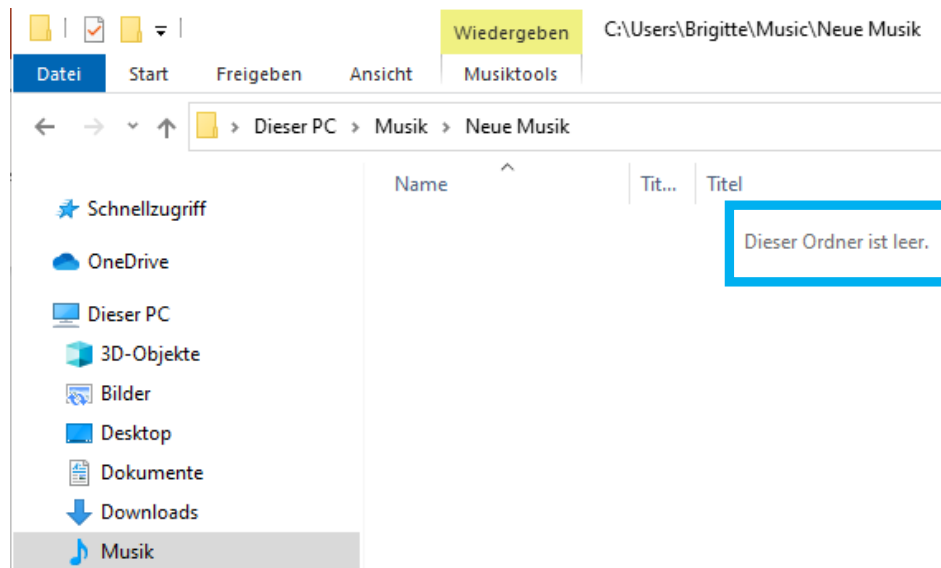 Wiedergeben C:\Users\Brigitte\Music\Neue Musik
Datei Start Freigeben Ansicht Musiktools
Dieser PC > Musik > Neue Musik
Name Tit... Titel
Dieser Ordner ist leer.
Schnellzugriff
OneDrive
Dieser PC
3D-Objekte
Bilder
Desktop
Dokumente
Downloads
Musik